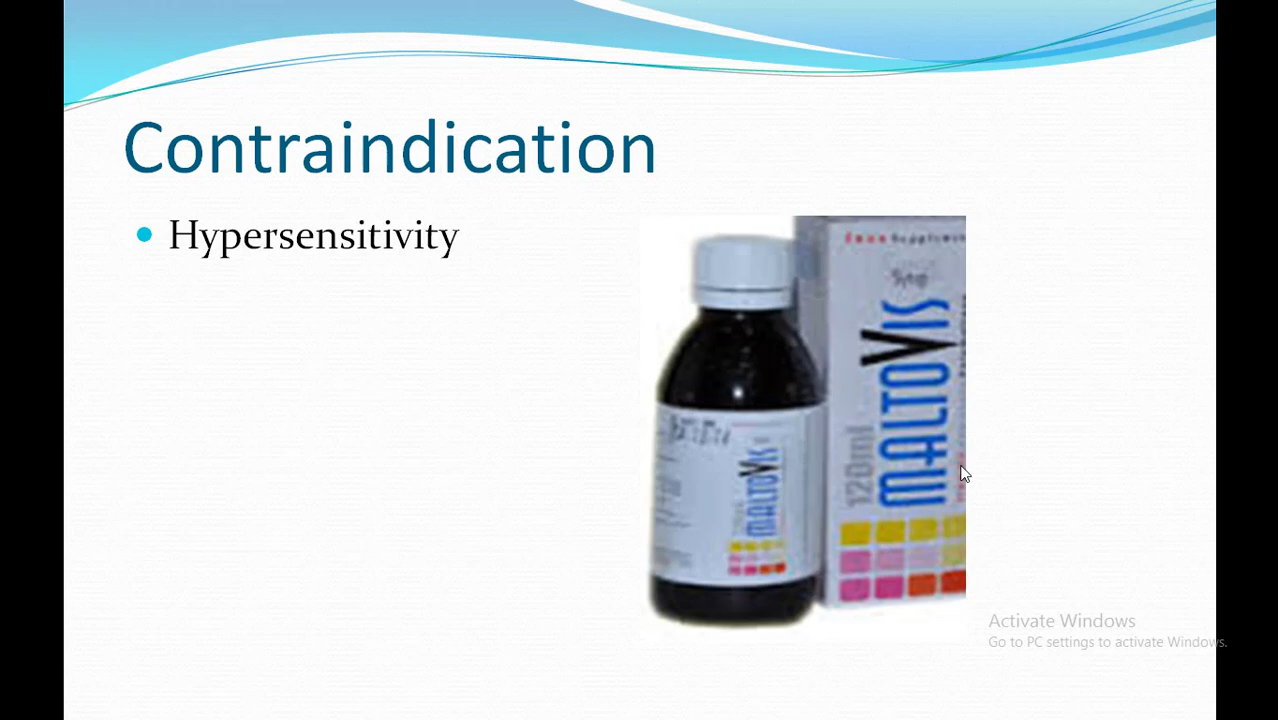 Contraindication
Hypersensitivity
Syrup
MALTOVIS
120ml
MALTOVIS
Activate Windows
Go to PC settings to activate Windows.